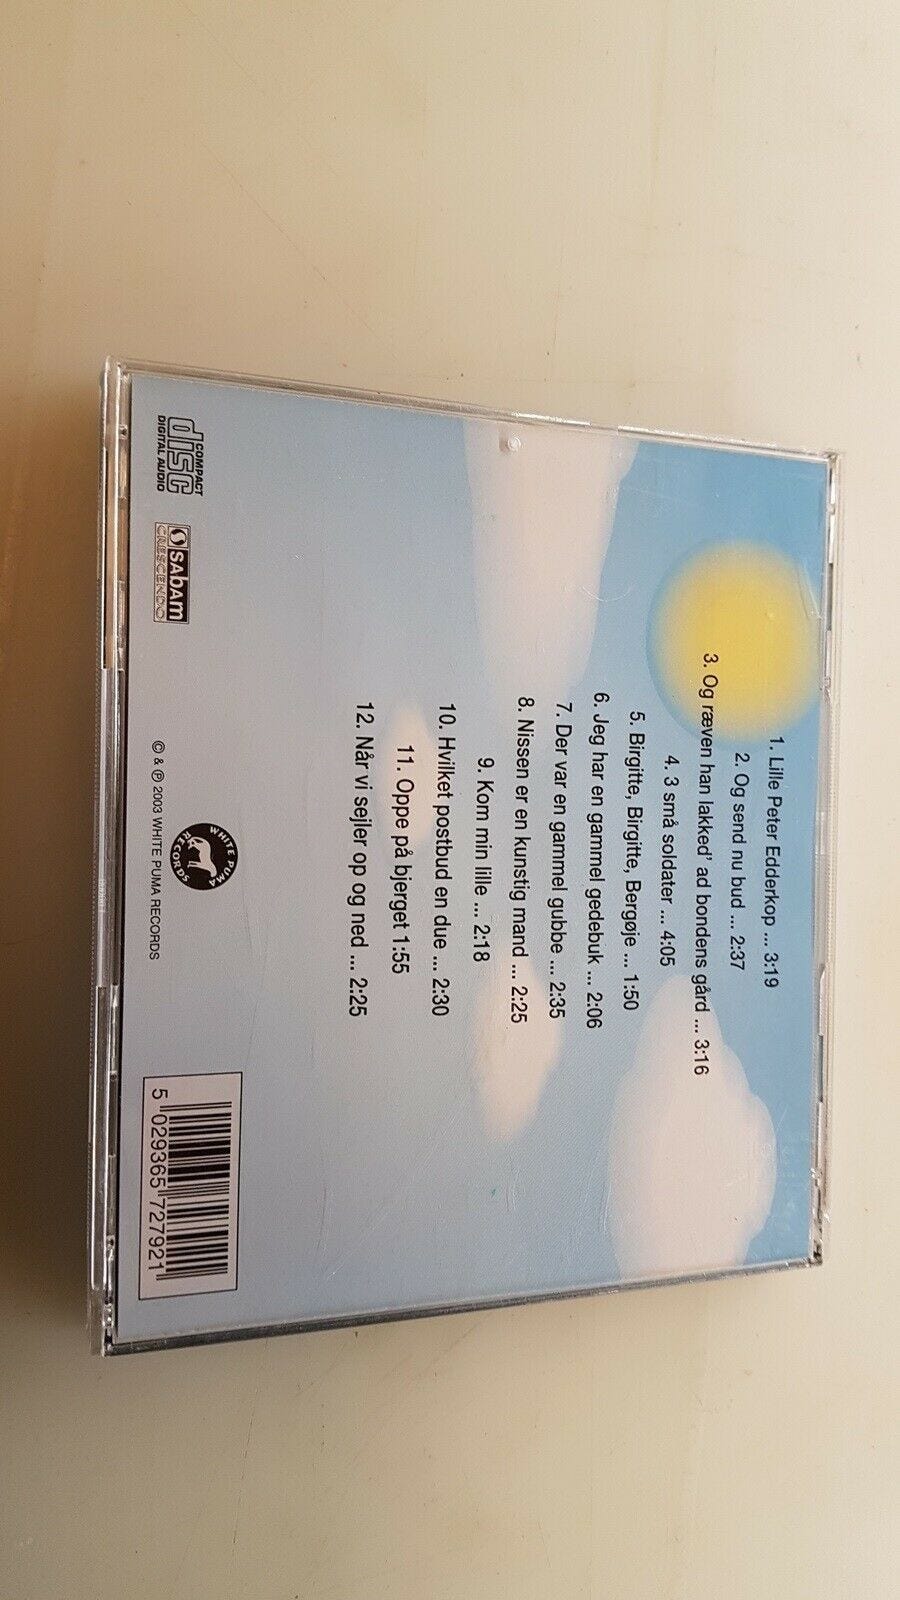 1. Lille Peter Edderkop ... 3:19
2. Og send nu bud ... 2:37
3. Og ræven han lakked' ad bondens gård ... 3:16
4. 3 små soldater ... 4:05
5. Birgitte, Birgitte, Bergøje ... 1:50
6. Jeg har en gammel gedebuk ... 2:06
7. Der var en gammel gubbe ... 2:35
8. Nissen er en kunstig mand ... 2:25
9. Kom min lille ... 2:18
10. Hvilket postbud en due ... 2:30
11. Oppe på bjerget 1:55
12. Når vi sejler op og ned ... 2:25
COMPACT
disc
DIGITAL AUDIO
SAbAm
CRESCENDO
WHITE PUMA
RECORDS
© & ℗ 2003 WHITE PUMA RECORDS
5 029365 727921